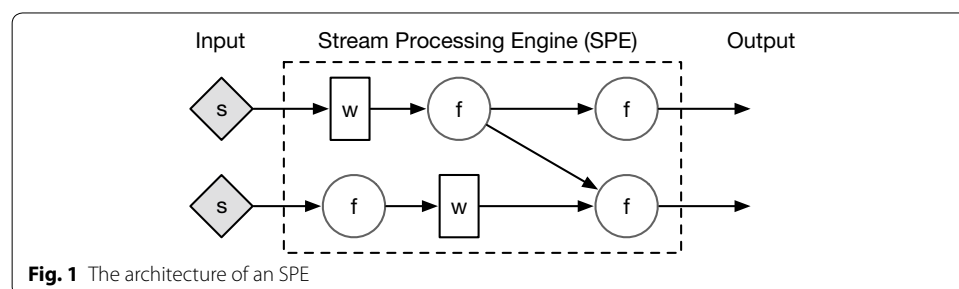 Input Stream Processing Engine (SPE) Output
s w f f
s f w f
Fig. 1 The architecture of an SPE